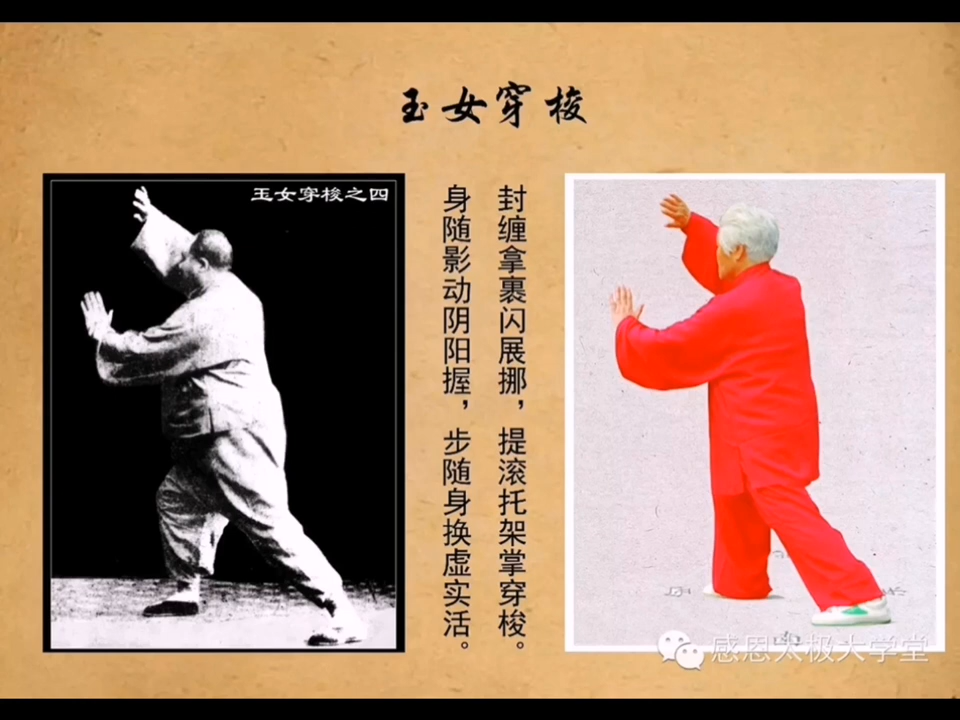 玉女穿梭
玉女穿梭之四
封缠拿裹闪展挪，提滚托架掌穿梭。
身随影动阴阳握，步随身换虚实活。
感恩太极大学堂